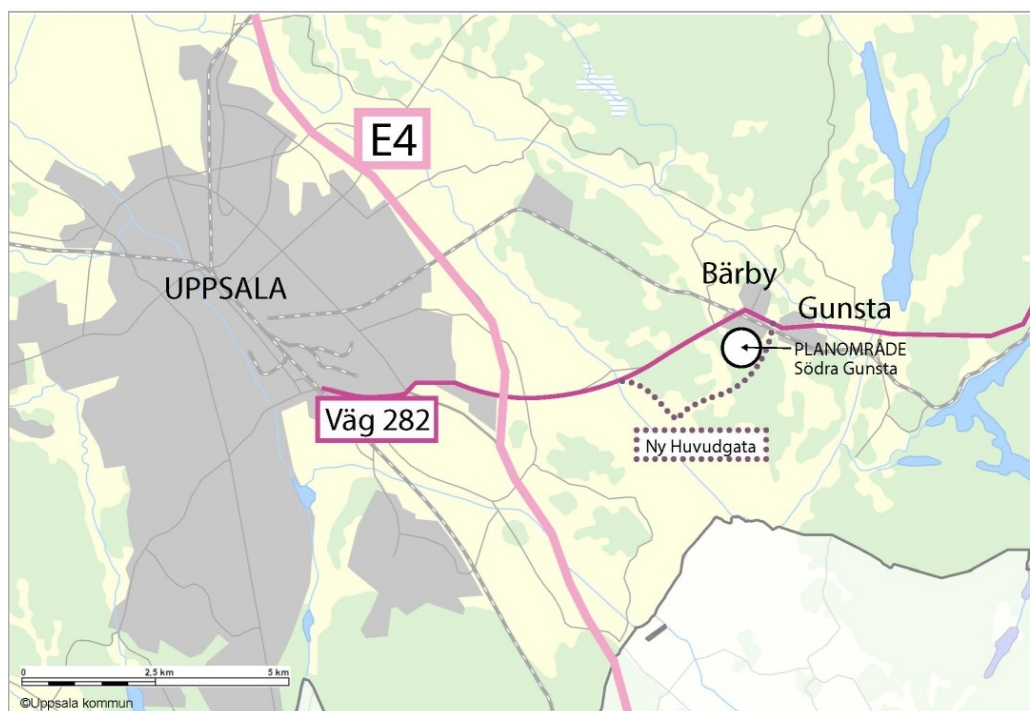 E4
UPPSALA
Bärby
Gunsta
PLANOMRÅDE
Södra Gunsta
Väg 282
Ny Huvudgata
0 2,5 km 5 km
©Uppsala kommun